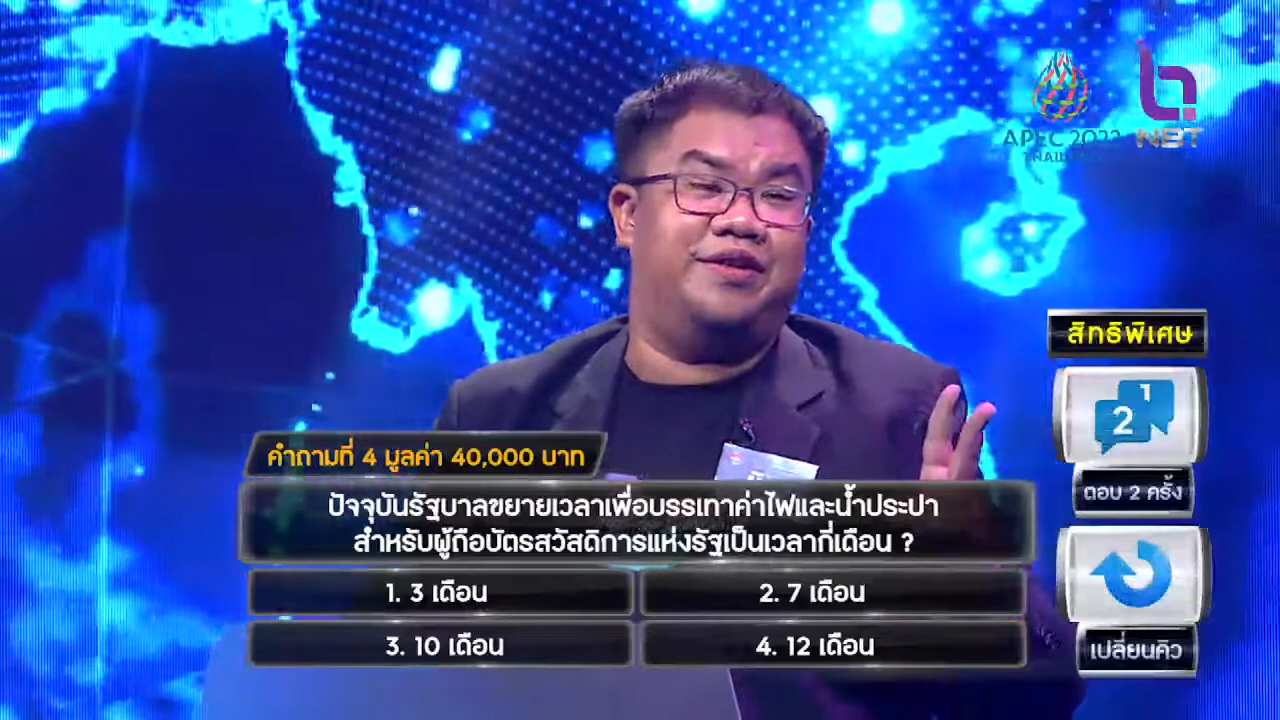 APEC 2022
THAILAND
NBT
สิทธิพิเศษ
1
2
ตอบ 2 ครั้ง
เปลี่ยนคิว
คำถามที่ 4 มูลค่า 40,000 บาท
ปัจจุบันรัฐบาลขยายเวลาเพื่อบรรเทาค่าไฟและน้ำประปา
สำหรับผู้ถือบัตรสวัสดิการแห่งรัฐเป็นเวลากี่เดือน ?
1. 3 เดือน
2. 7 เดือน
3. 10 เดือน
4. 12 เดือน